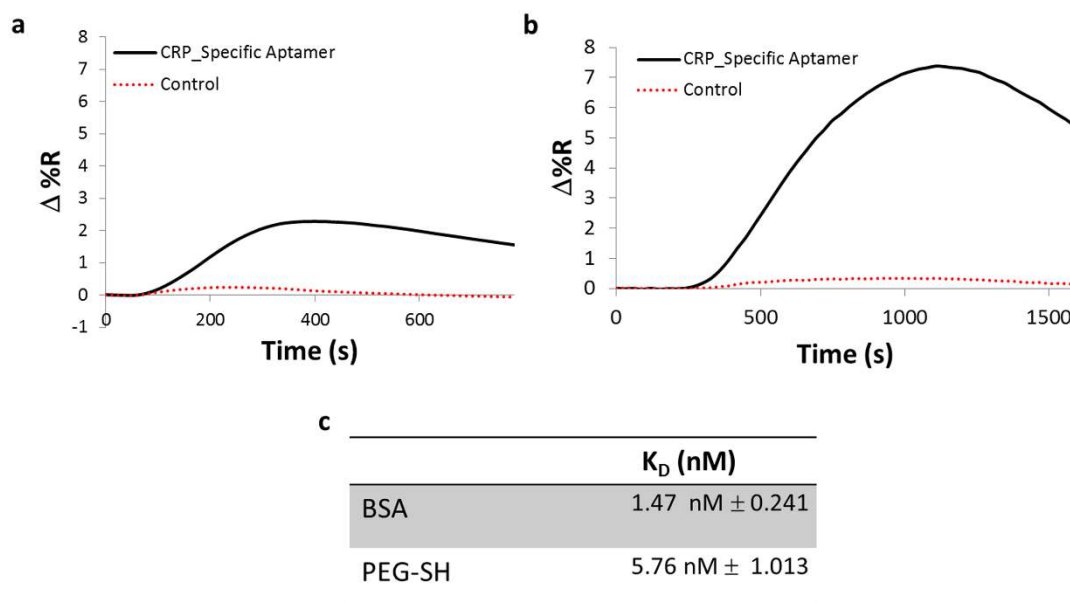 a
8
7
6
5
4
3
2
1
0
-1
Δ %R
CRP_Specific Aptamer
Control
0 200 400 600
Time (s)
b
8
7
6
5
4
3
2
1
0
Δ%R
CRP_Specific Aptamer
Control
0 500 1000 1500
Time (s)
c
K_D (nM)
BSA 1.47 nM ± 0.241
PEG-SH 5.76 nM ± 1.013